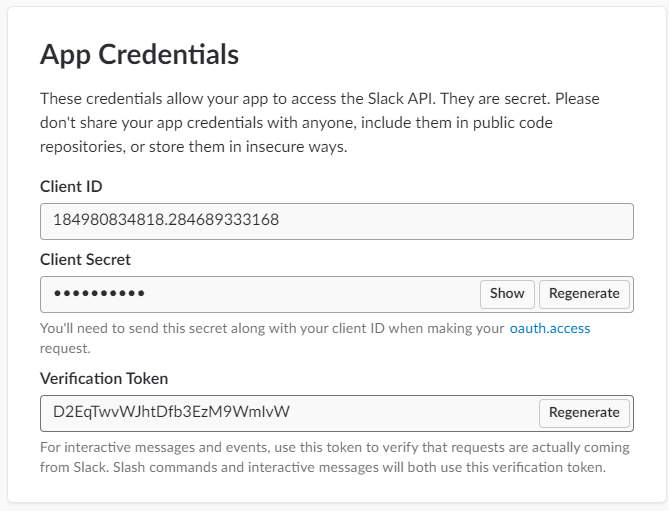 App Credentials
These credentials allow your app to access the Slack API. They are secret. Please
don't share your app credentials with anyone, include them in public code
repositories, or store them in insecure ways.
Client ID
184980834818.284689333168
Client Secret
••••••••••
Show
Regenerate
You'll need to send this secret along with your client ID when making your oauth.access
request.
Verification Token
D2EqTwvWJhtDfb3EzM9WmIvW
Regenerate
For interactive messages and events, use this token to verify that requests are actually coming
from Slack. Slash commands and interactive messages will both use this verification token.